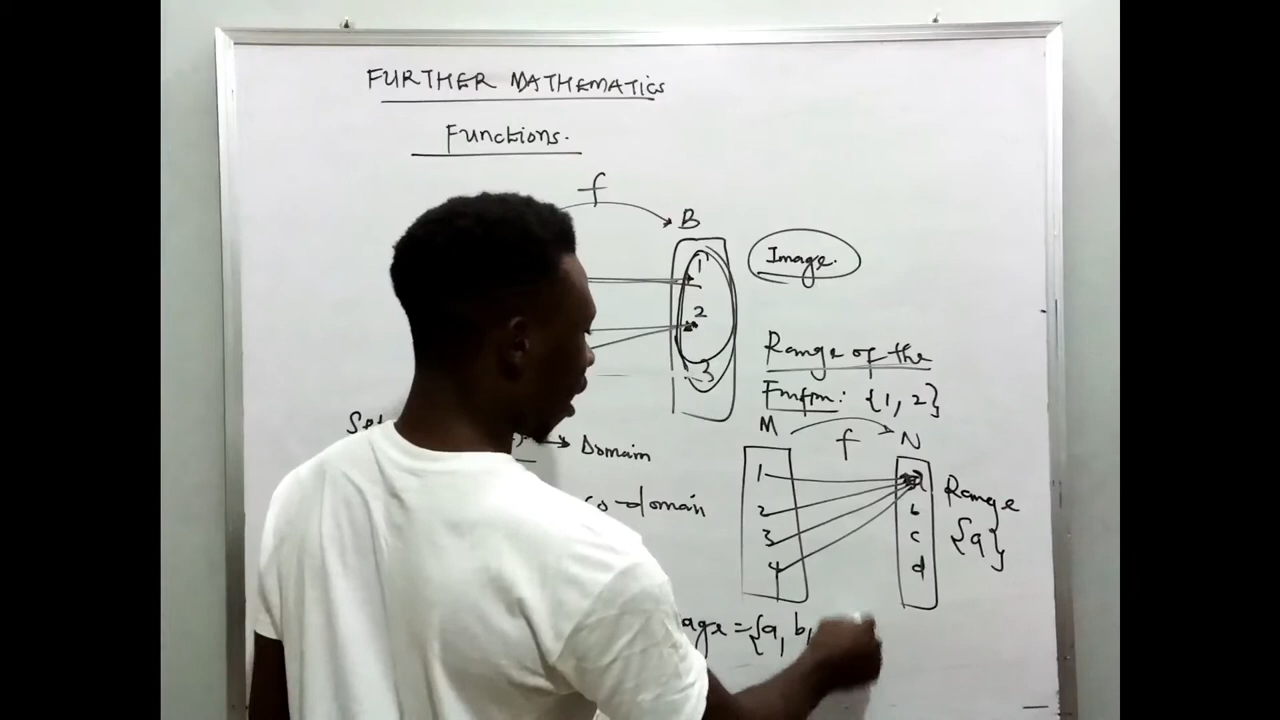 FURTHER MATHEMATICS
Functions.
f
B
1
2
3
Image.
Range of the
{1, 2}
Domain
co-domain
M f N
1
2 b
3 c
4 d
Range
{a}
age = {a, b,